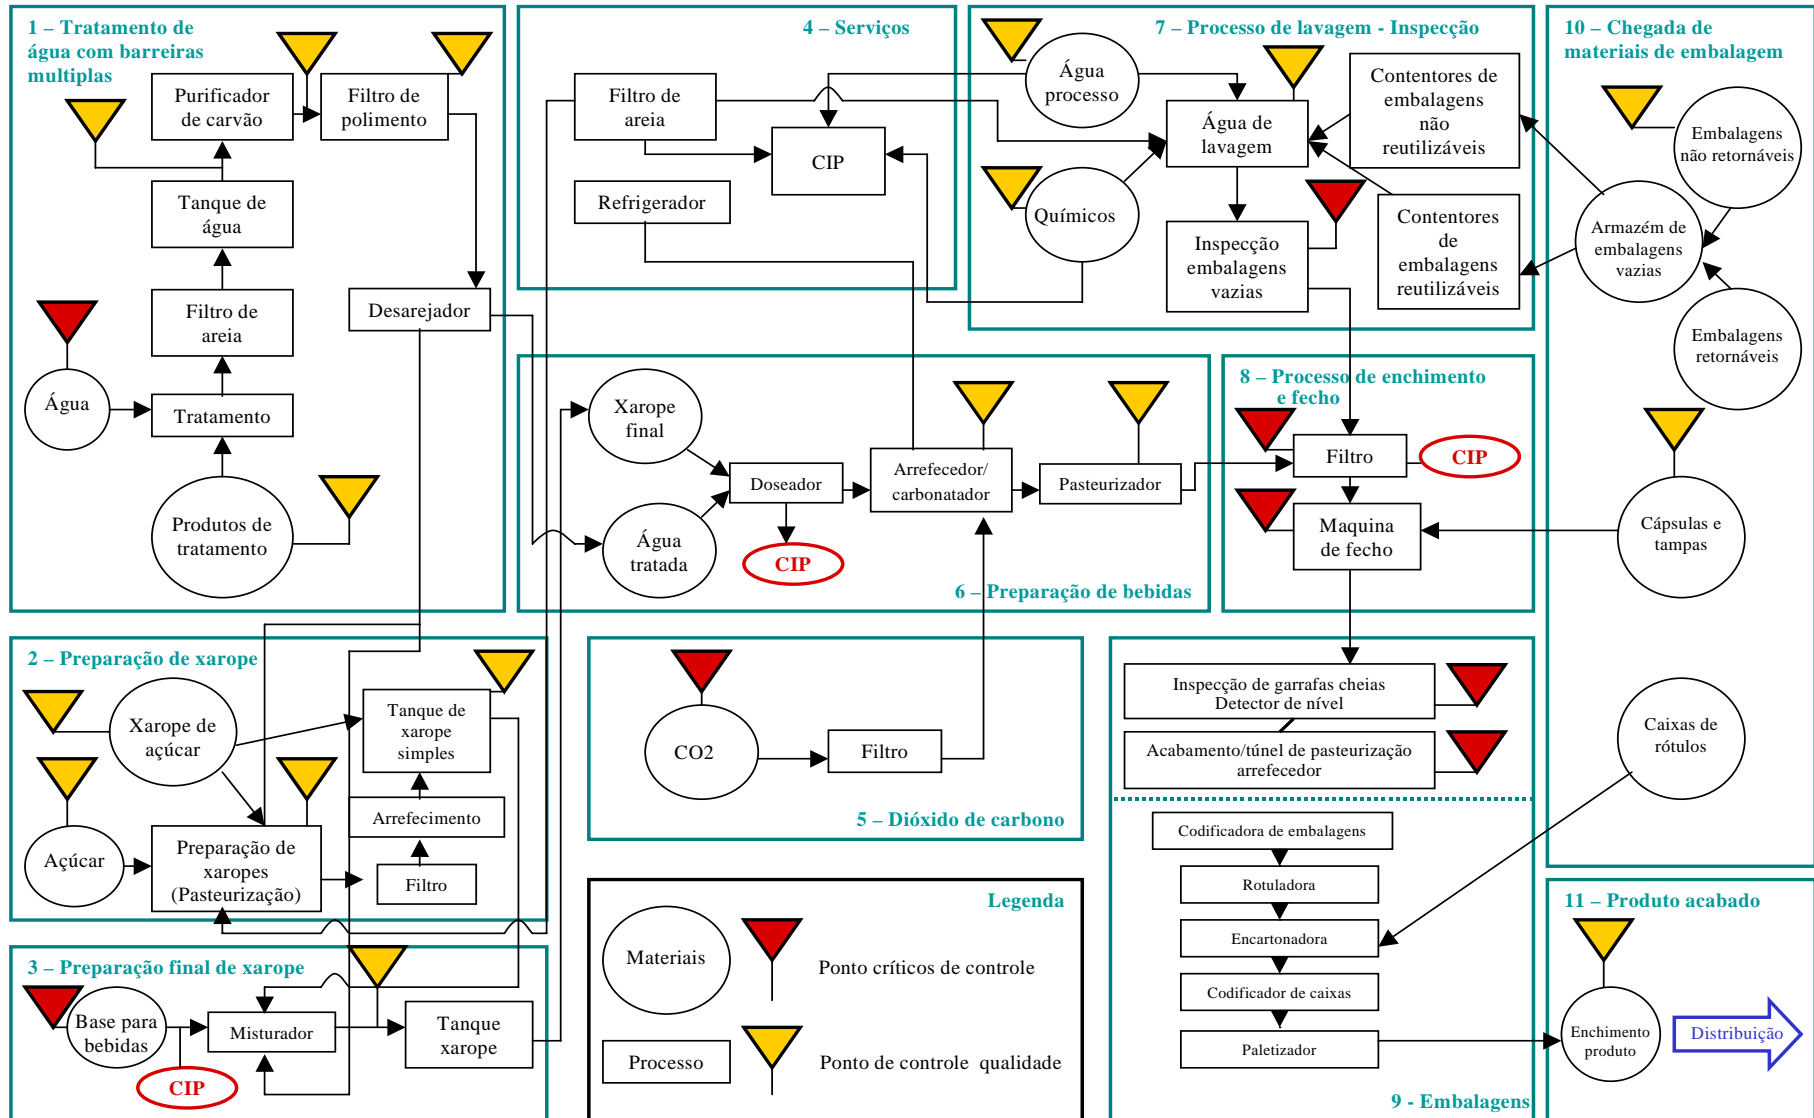 1 – Tratamento de
água com barreiras
multiplas
Purificador
de carvão
Filtro de
polimento
Tanque de
água
Filtro de
areia
Desarejador
Água
Tratamento
Produtos de
tratamento
2 – Preparação de xarope
Xarope de
açúcar
Tanque de
xarope
simples
Arrefecimento
Açúcar
Preparação de
xaropes
(Pasteurização)
Filtro
3 – Preparação final de xarope
Base para
bebidas
Misturador
Tanque
xarope
CIP
4 – Serviços
Filtro de
areia
CIP
Refrigerador
Xarope
final
Doseador
Arrefecedor/
carbonatador
Pasteurizador
Água
tratada
CIP
6 – Preparação de bebidas
CO2
Filtro
5 – Dióxido de carbono
Legenda
Materiais
Ponto críticos de controle
Processo
Ponto de controle qualidade
7 – Processo de lavagem - Inspecção
Água
processo
Água de
lavagem
Contentores de
embalagens
não
reutilizáveis
Químicos
Inspecção
embalagens
vazias
Contentores
de
embalagens
reutilizáveis
8 – Processo de enchimento
e fecho
Filtro
CIP
Maquina
de fecho
Inspecção de garrafas cheias
Detector de nível
Acabamento/túnel de pasteurização
arrefecedor
Codificadora de embalagens
Rotuladora
Encartonadora
Codificador de caixas
Paletizador
9 - Embalagens
10 – Chegada de
materiais de embalagem
Embalagens
não retornáveis
Armazém de
embalagens
vazias
Embalagens
retornáveis
Cápsulas e
tampas
Caixas de
rótulos
11 – Produto acabado
Enchimento
produto
Distribuição